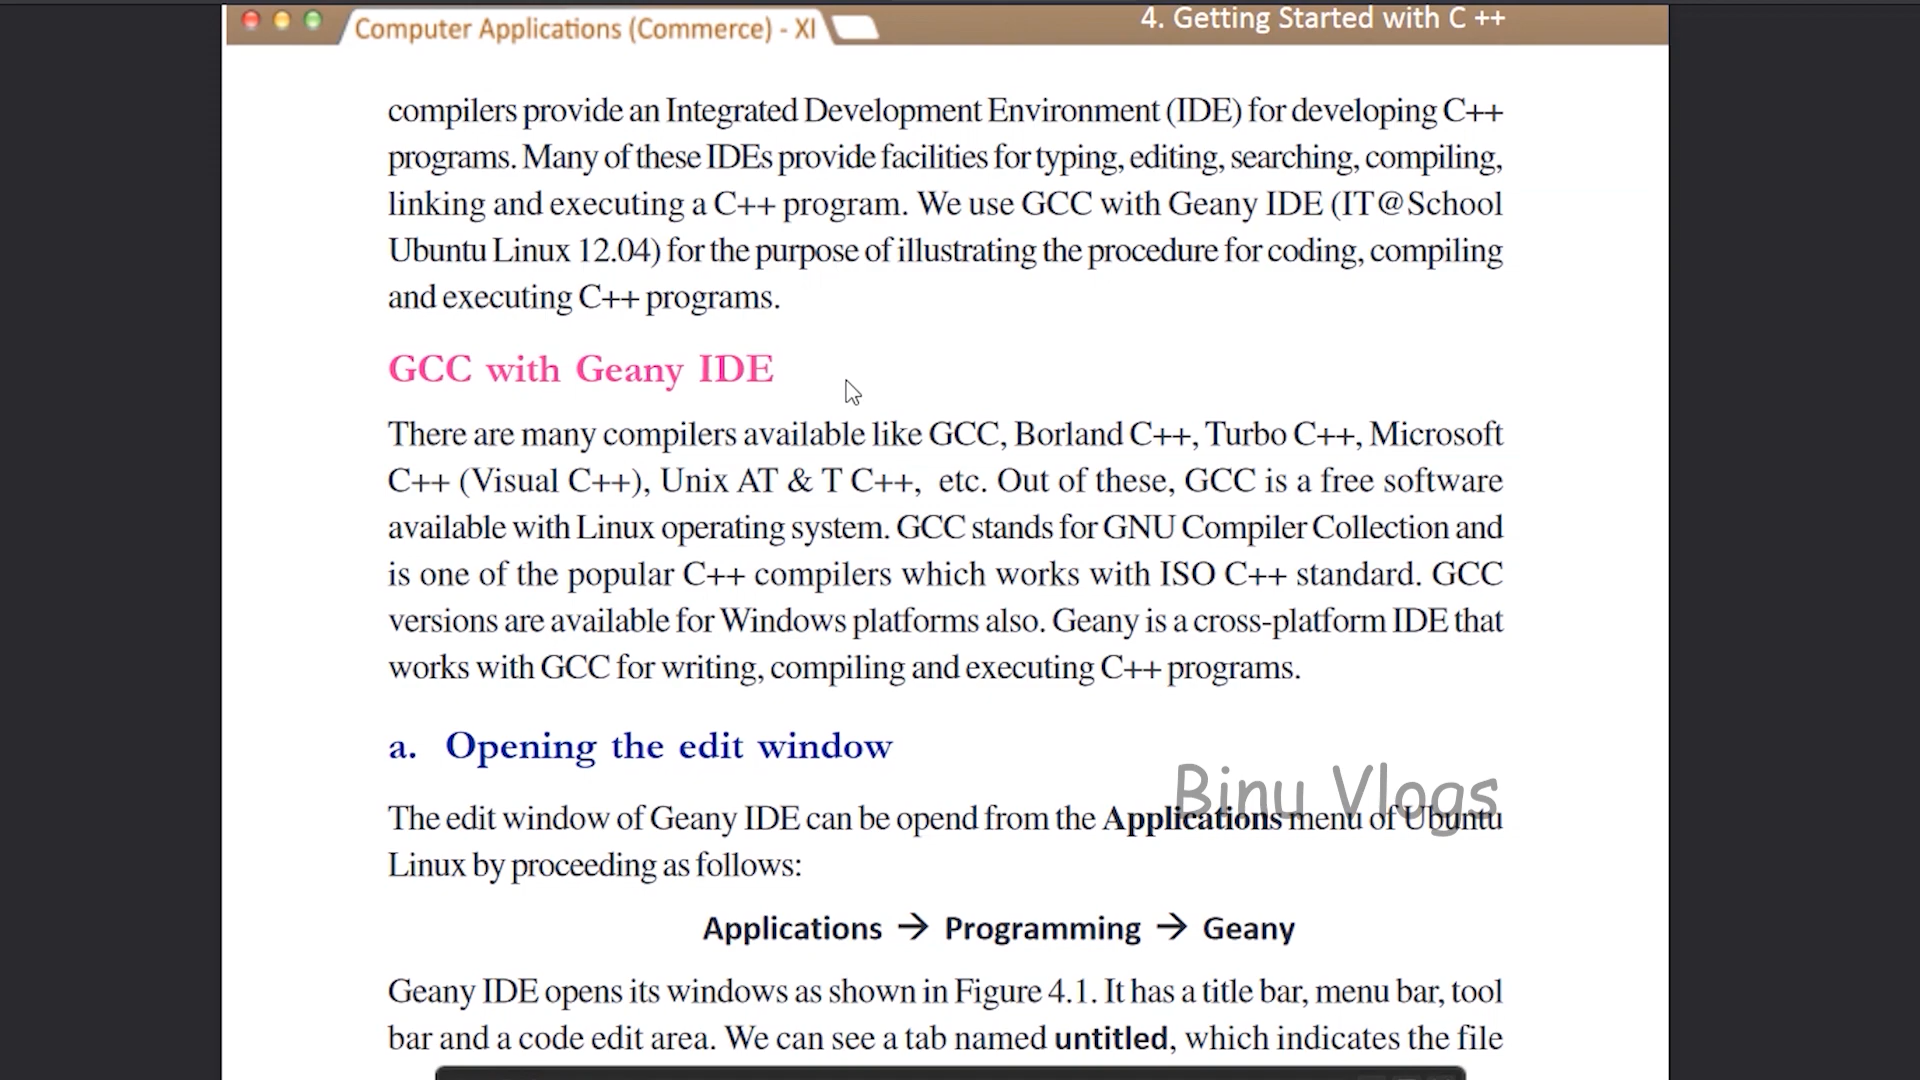 Computer Applications (Commerce) - XI
4. Getting Started with C ++
compilers provide an Integrated Development Environment (IDE) for developing C++
programs. Many of these IDEs provide facilities for typing, editing, searching, compiling,
linking and executing a C++ program. We use GCC with Geany IDE (IT@School
Ubuntu Linux 12.04) for the purpose of illustrating the procedure for coding, compiling
and executing C++ programs.
GCC with Geany IDE
There are many compilers available like GCC, Borland C++, Turbo C++, Microsoft
C++ (Visual C++), Unix AT & T C++, etc. Out of these, GCC is a free software
available with Linux operating system. GCC stands for GNU Compiler Collection and
is one of the popular C++ compilers which works with ISO C++ standard. GCC
versions are available for Windows platforms also. Geany is a cross-platform IDE that
works with GCC for writing, compiling and executing C++ programs.
a. Opening the edit window
Binu Vlogs
The edit window of Geany IDE can be opend from the Applications menu of Ubuntu
Linux by proceeding as follows:
Applications → Programming → Geany
Geany IDE opens its windows as shown in Figure 4.1. It has a title bar, menu bar, tool
bar and a code edit area. We can see a tab named untitled, which indicates the file